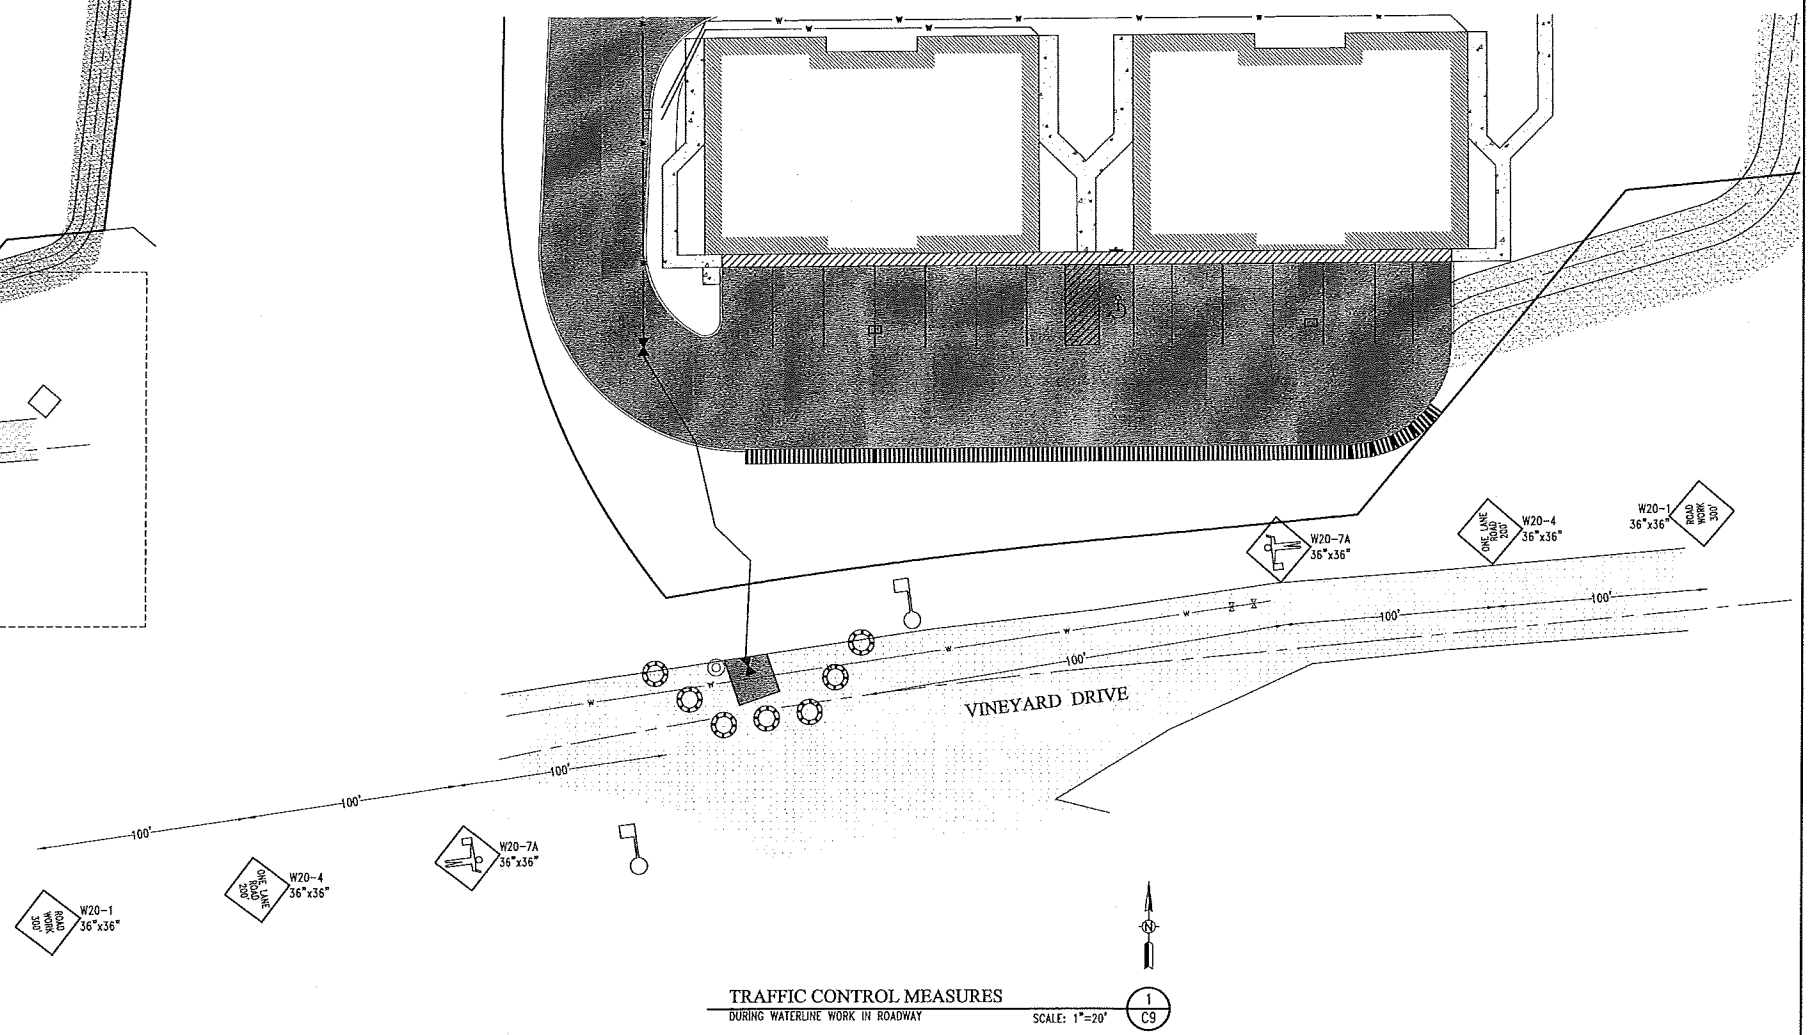 W W W W W W
W W
W
W
W
W20-1
36"x36"
ROAD
WORK
300'
ONE LANE
ROAD
200'
W20-4
36"x36"
W20-7A
36"x36"
100'
100'
100'
W
W
W
W
W
VINEYARD DRIVE
100'
100'
100'
W20-7A
36"x36"
ONE LANE
ROAD
200'
W20-4
36"x36"
ROAD
WORK
300'
W20-1
36"x36"
N
TRAFFIC CONTROL MEASURES
DURING WATERLINE WORK IN ROADWAY
SCALE: 1"=20'
1
C9